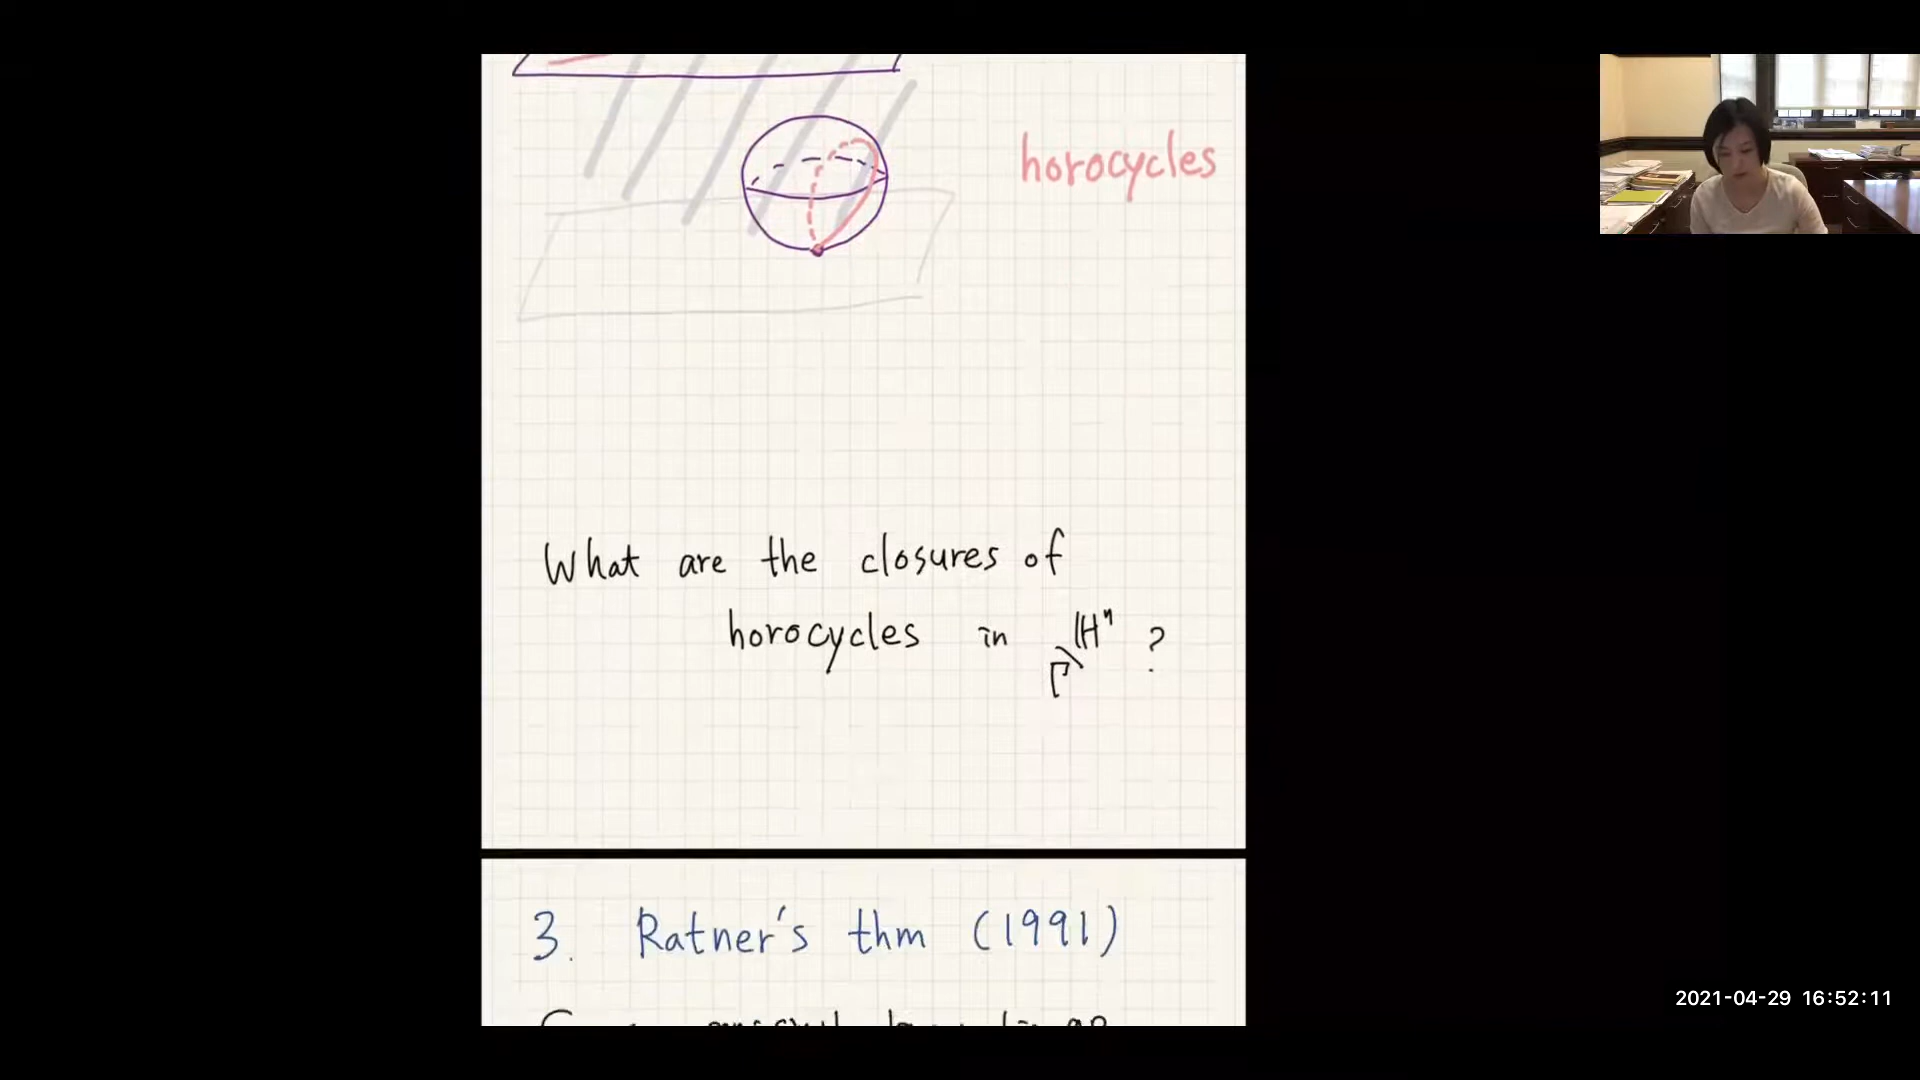 horocycles
What are the closures of
horocycles in Γ\ℍⁿ ?
3. Ratner's thm (1991)
2021-04-29 16:52:11